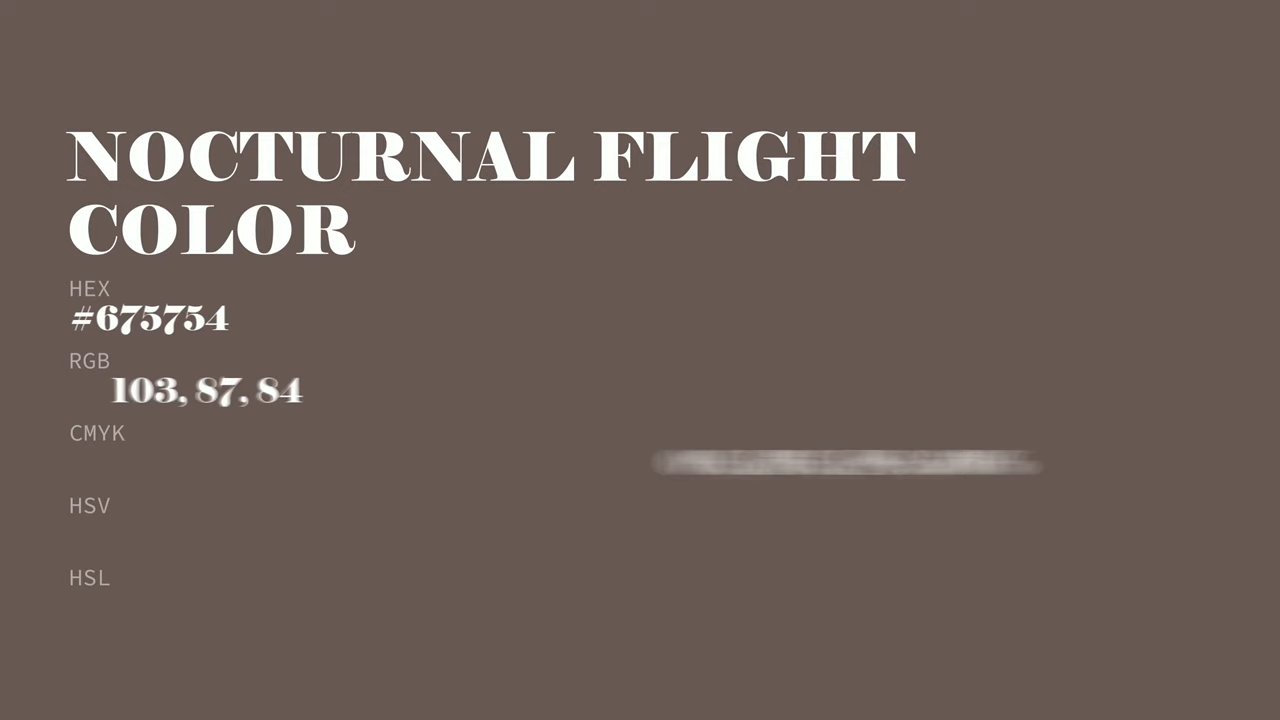 NOCTURNAL FLIGHT
COLOR
HEX
#675754
RGB
103, 87, 84
CMYK
HSV
HSL